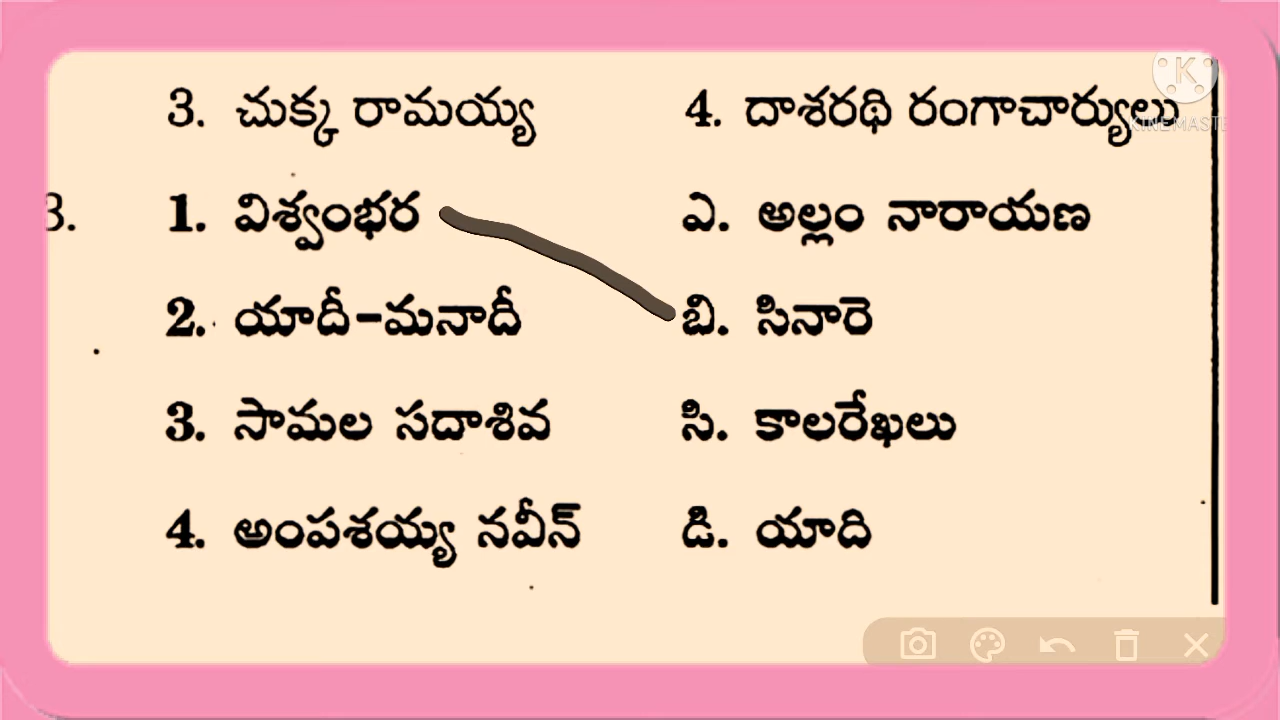 3. చుక్క రామయ్య 4. దాశరథి రంగాచార్యులు
KINEMASTE
3. 1. విశ్వంభర ఎ. అల్లం నారాయణ
2. యాదీ-మనాదీ బి. సినారె
3. సామల సదాశివ సి. కాలరేఖలు
4. అంపశయ్య నవీన్ డి. యాది